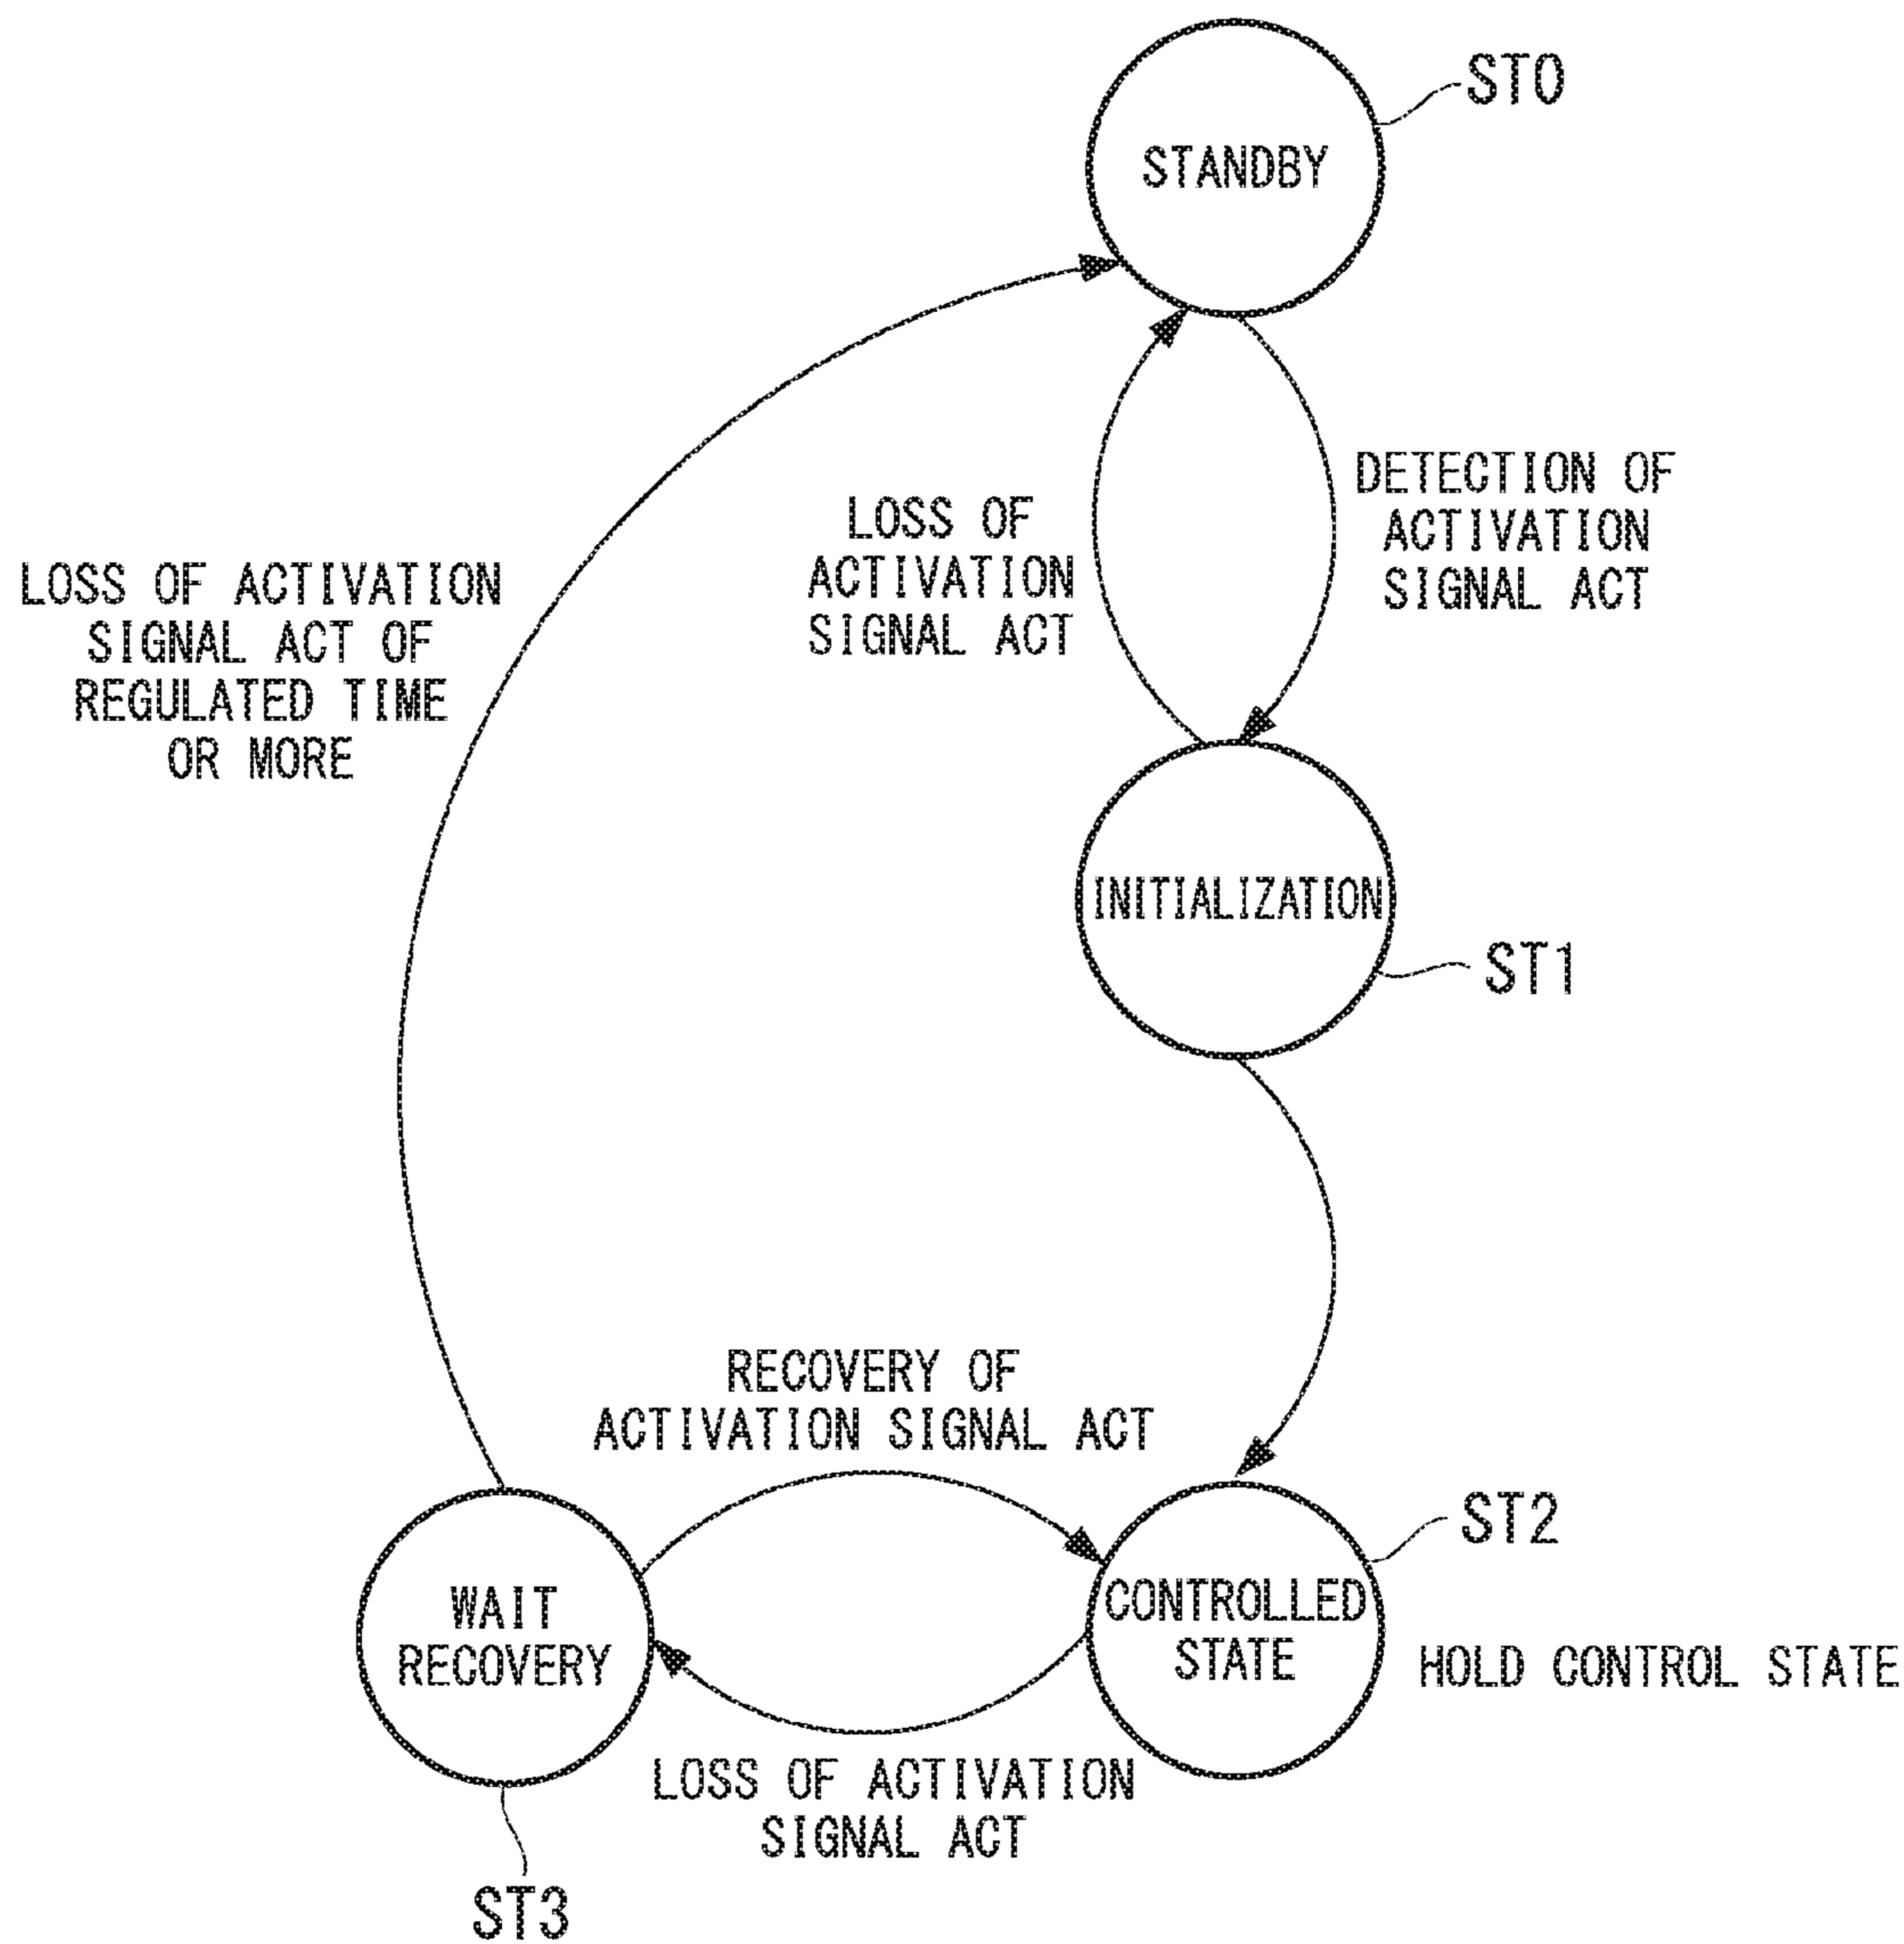 ST0
STANDBY
DETECTION OF
ACTIVATION
SIGNAL ACT
LOSS OF
ACTIVATION
SIGNAL ACT
LOSS OF ACTIVATION
SIGNAL ACT OF
REGULATED TIME
OR MORE
INITIALIZATION
ST1
RECOVERY OF
ACTIVATION SIGNAL ACT
ST2
CONTROLLED
STATE
HOLD CONTROL STATE
WAIT
RECOVERY
LOSS OF ACTIVATION
SIGNAL ACT
ST3